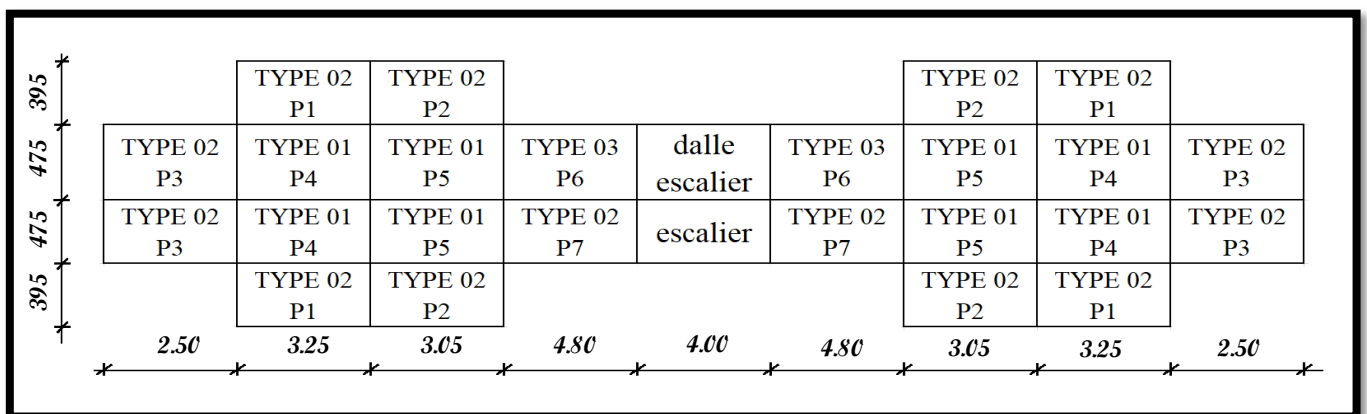 395
TYPE 02
P1
TYPE 02
P2
TYPE 02
P2
TYPE 02
P1
475
TYPE 02
P3
TYPE 01
P4
TYPE 01
P5
TYPE 03
P6
dalle
escalier
TYPE 03
P6
TYPE 01
P5
TYPE 01
P4
TYPE 02
P3
475
TYPE 02
P3
TYPE 01
P4
TYPE 01
P5
TYPE 02
P7
escalier
TYPE 02
P7
TYPE 01
P5
TYPE 01
P4
TYPE 02
P3
395
TYPE 02
P1
TYPE 02
P2
TYPE 02
P2
TYPE 02
P1
2.50
3.25
3.05
4.80
4.00
4.80
3.05
3.25
2.50